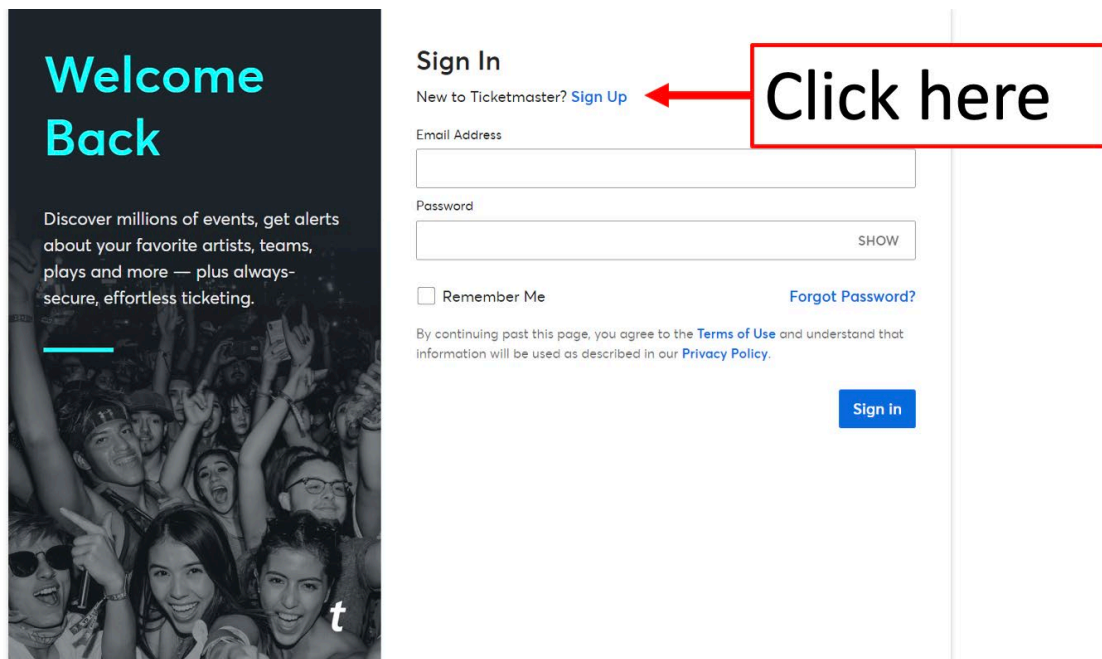 Welcome
Back
Discover millions of events, get alerts
about your favorite artists, teams,
plays and more — plus always-
secure, effortless ticketing.
t
Sign In
New to Ticketmaster? Sign Up
Click here
Email Address
Password
SHOW
Remember Me
Forgot Password?
By continuing past this page, you agree to the Terms of Use and understand that
information will be used as described in our Privacy Policy.
Sign in